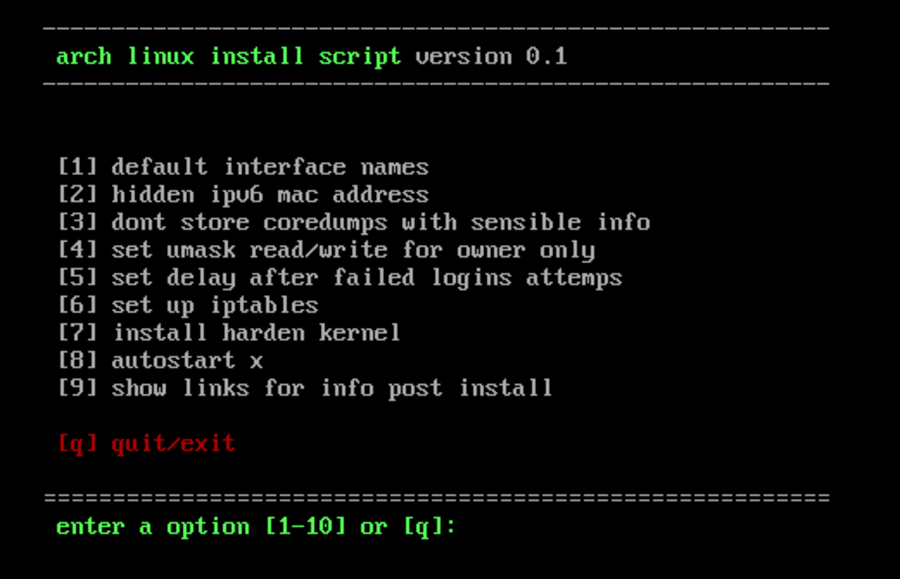 ---------------------------------------------------------
arch linux install script version 0.1
---------------------------------------------------------
[1] default interface names
[2] hidden ipv6 mac address
[3] dont store coredumps with sensible info
[4] set umask read/write for owner only
[5] set delay after failed logins attemps
[6] set up iptables
[7] install harden kernel
[8] autostart x
[9] show links for info post install
[q] quit/exit
=========================================================
enter a option [1-10] or [q]: